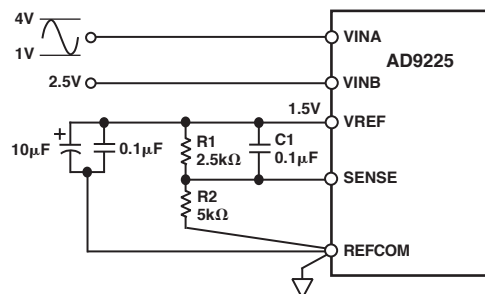 4V
1V
VINA
AD9225
2.5V
VINB
1.5V
VREF
+
10μF
0.1μF
R1
2.5kΩ
C1
0.1μF
SENSE
R2
5kΩ
REFCOM